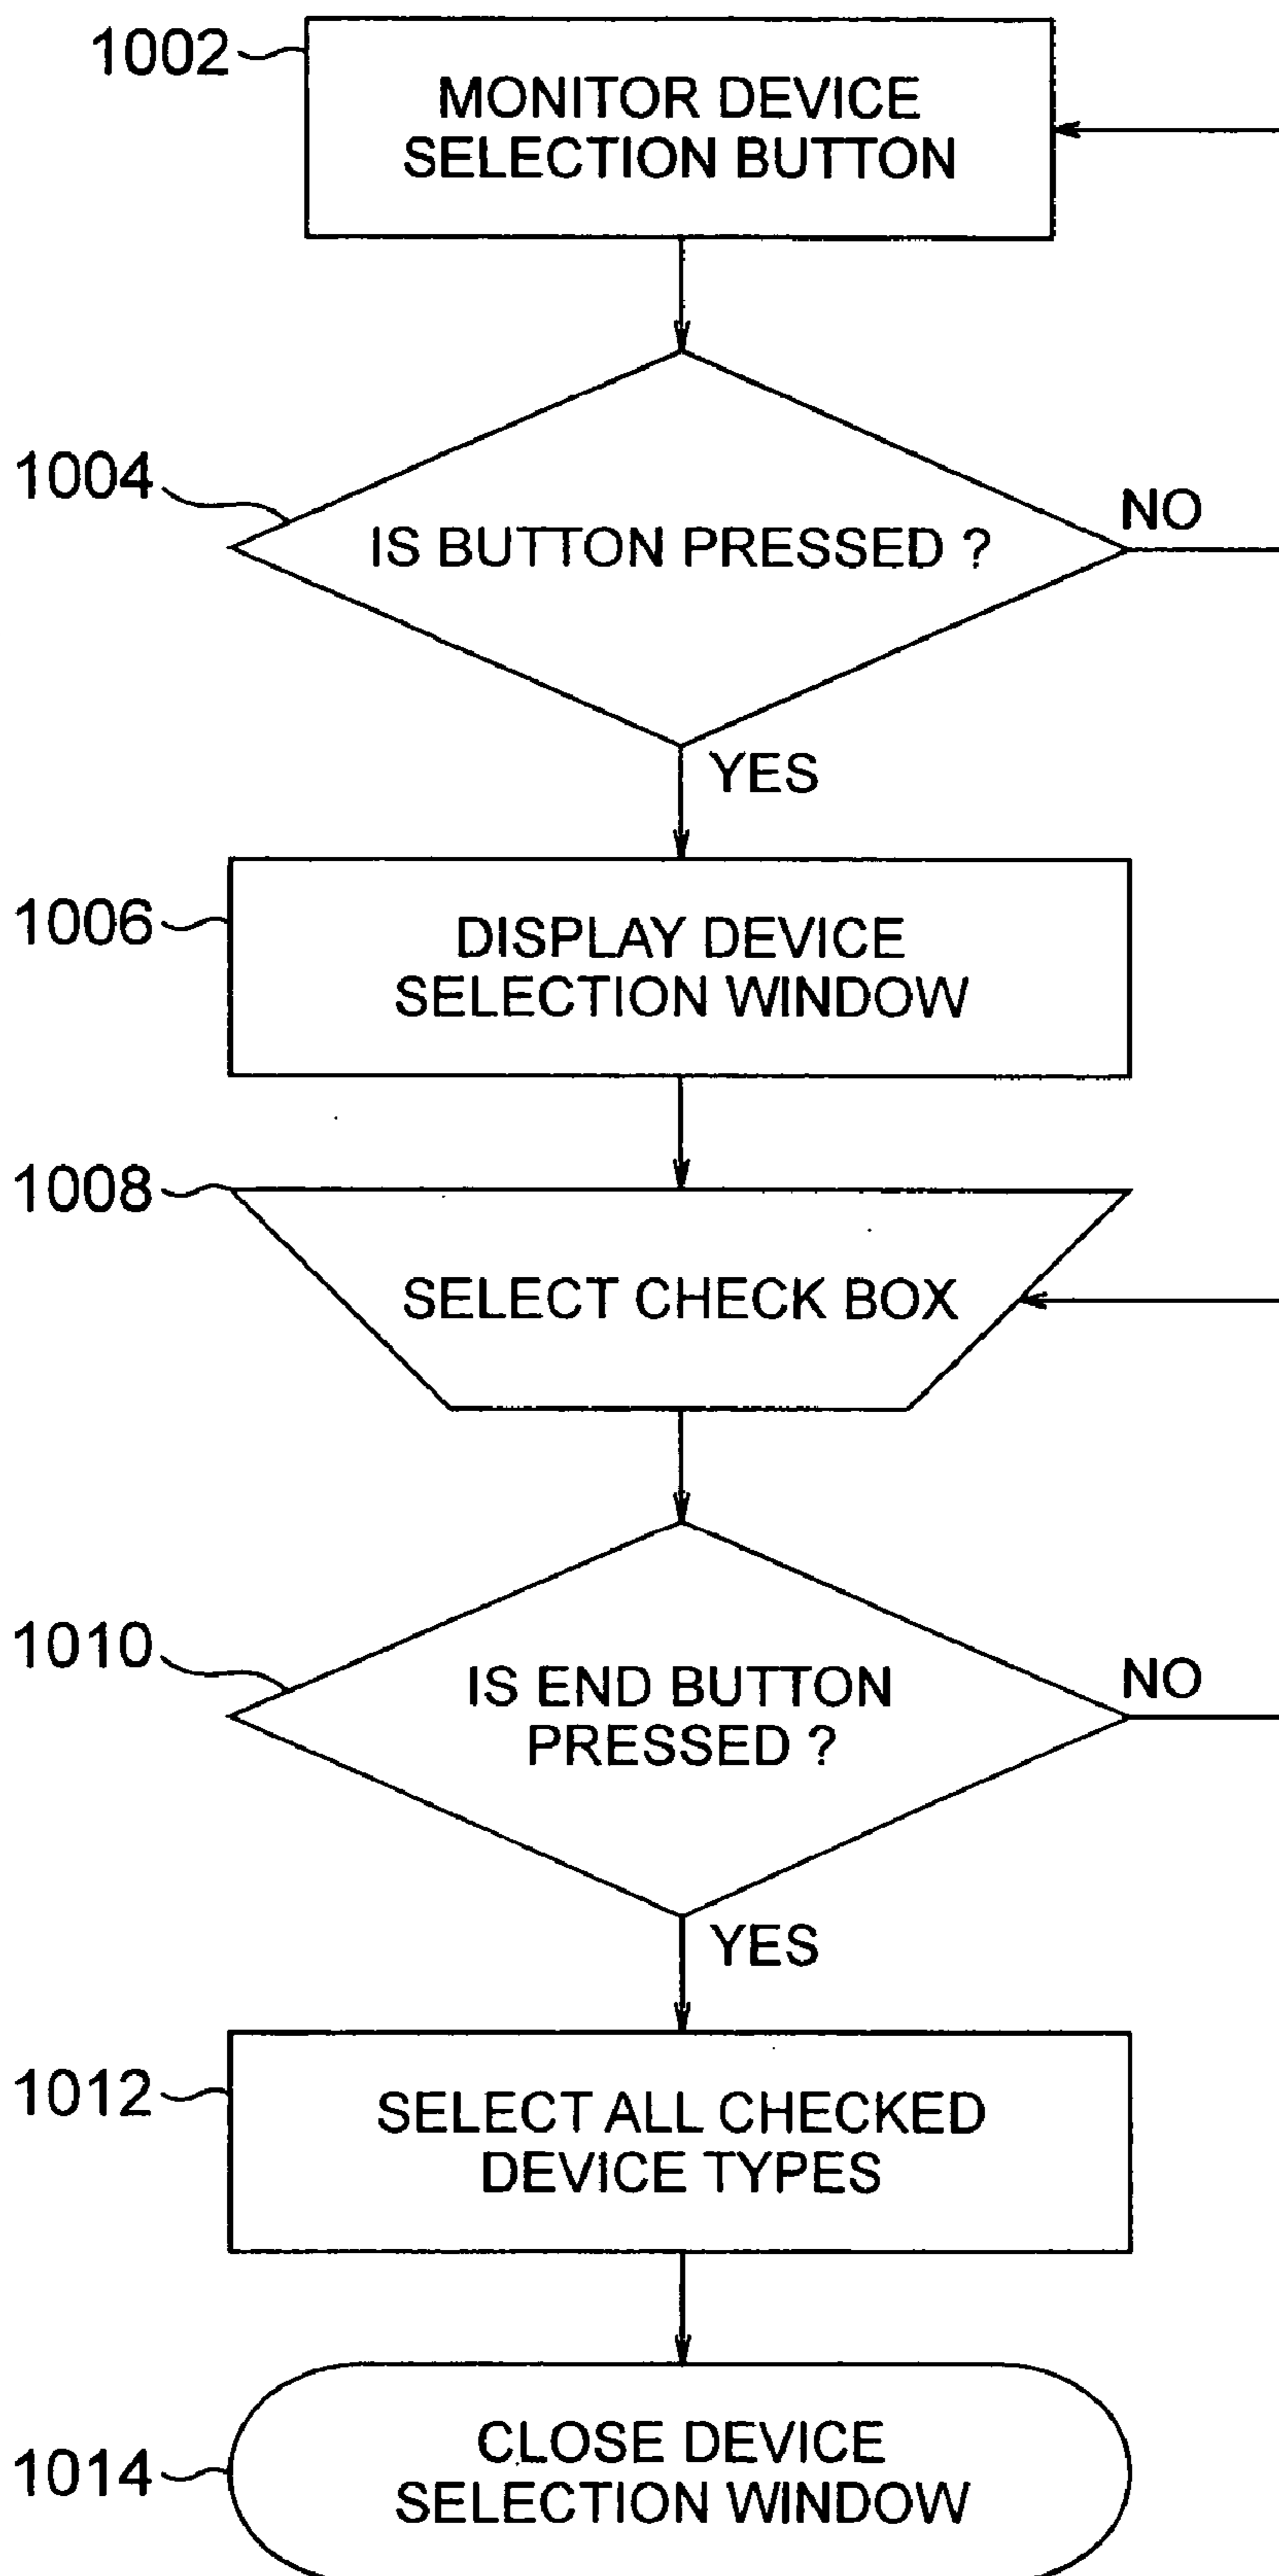 1002
MONITOR DEVICE
SELECTION BUTTON
1004
IS BUTTON PRESSED ?
NO
YES
1006
DISPLAY DEVICE
SELECTION WINDOW
1008
SELECT CHECK BOX
1010
IS END BUTTON
PRESSED ?
NO
YES
1012
SELECT ALL CHECKED
DEVICE TYPES
1014
CLOSE DEVICE
SELECTION WINDOW